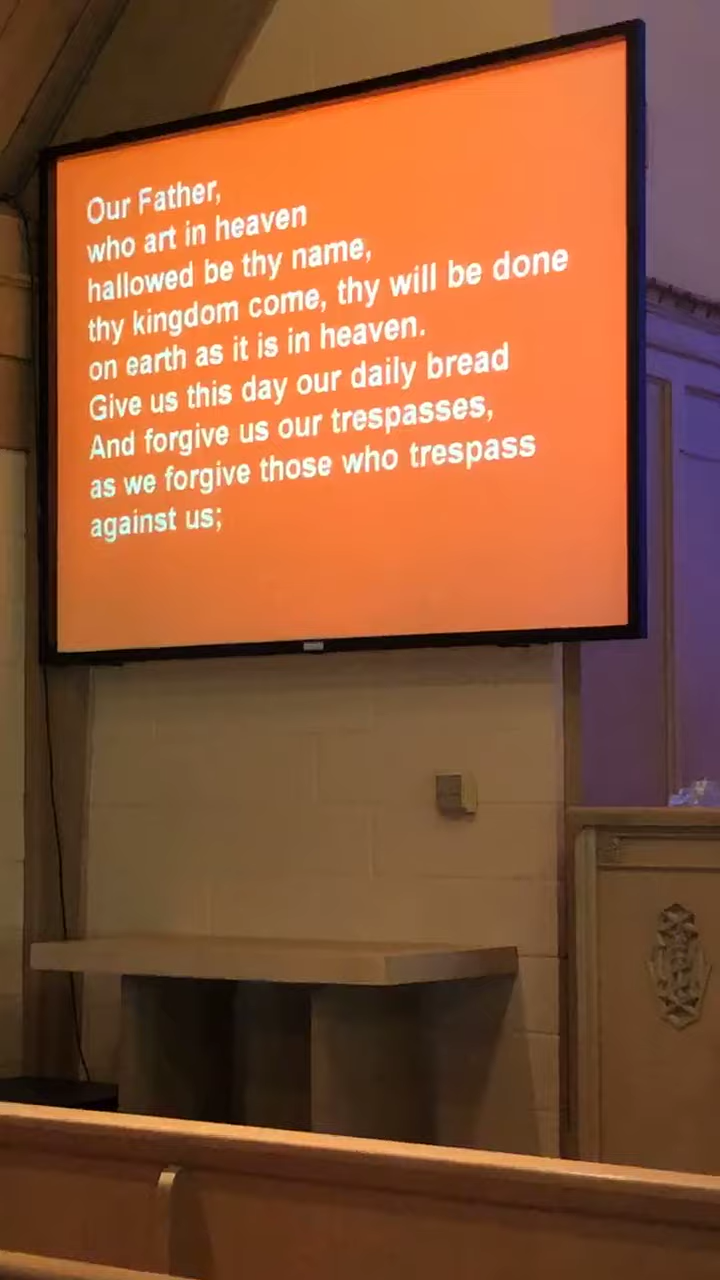 Our Father,
who art in heaven
hallowed be thy name,
thy kingdom come, thy will be done
on earth as it is in heaven.
Give us this day our daily bread
And forgive us our trespasses,
as we forgive those who trespass
against us;